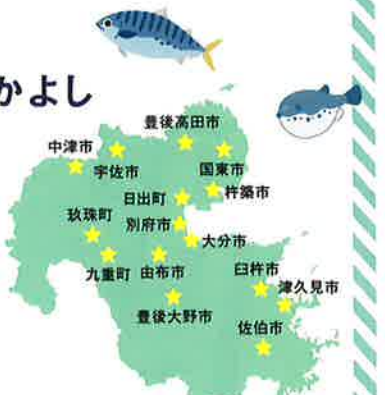 かよし
豊後高田市
中津市
宇佐市
国東市
日出町
杵築市
玖珠町
別府市
大分市
九重町
由布市
臼杵市
津久見市
豊後大野市
佐伯市